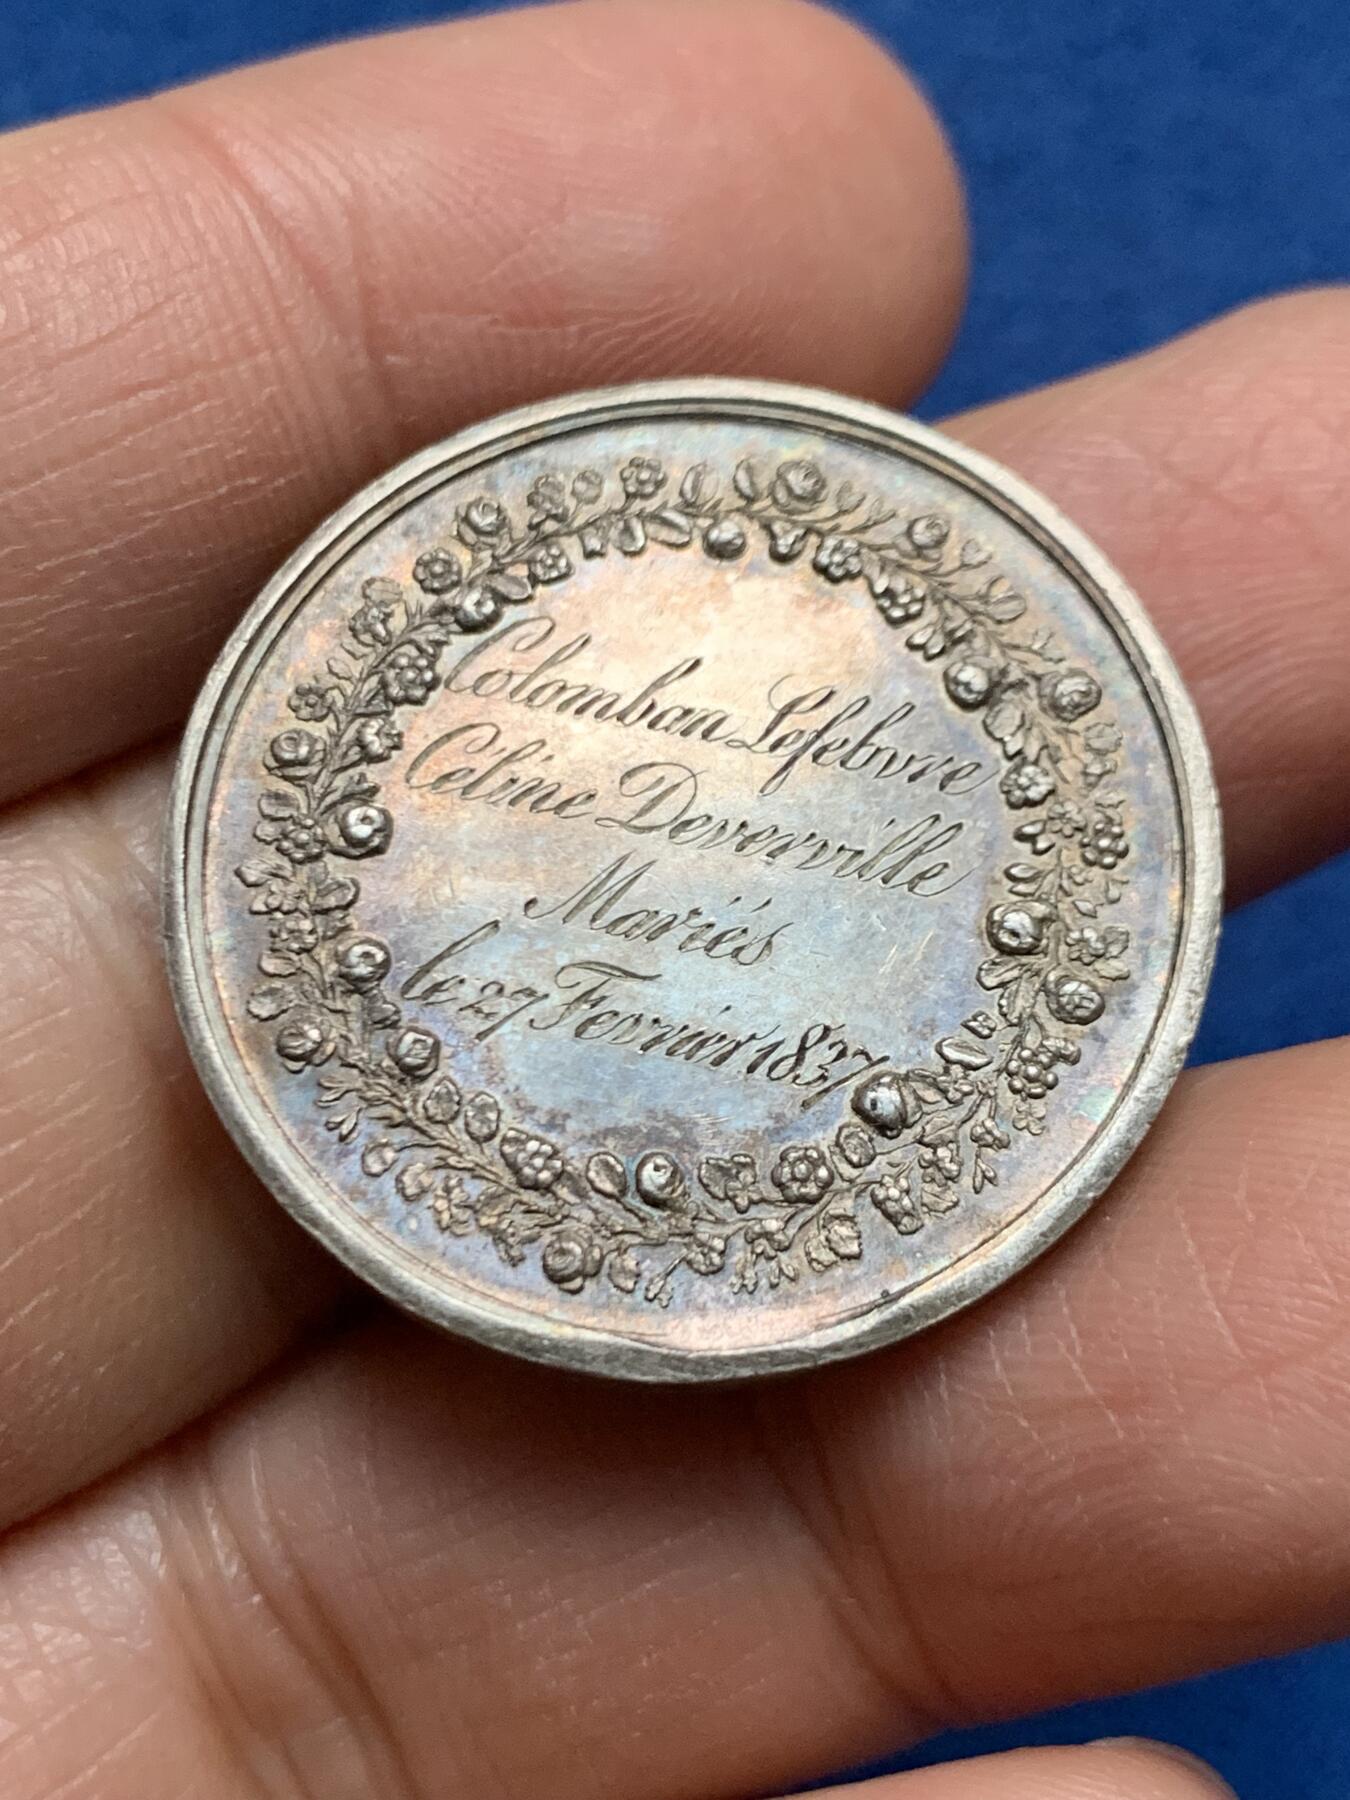 Colomban Lefebvre
Céline Deverville
Mariés
le 27 Fevrier 1837